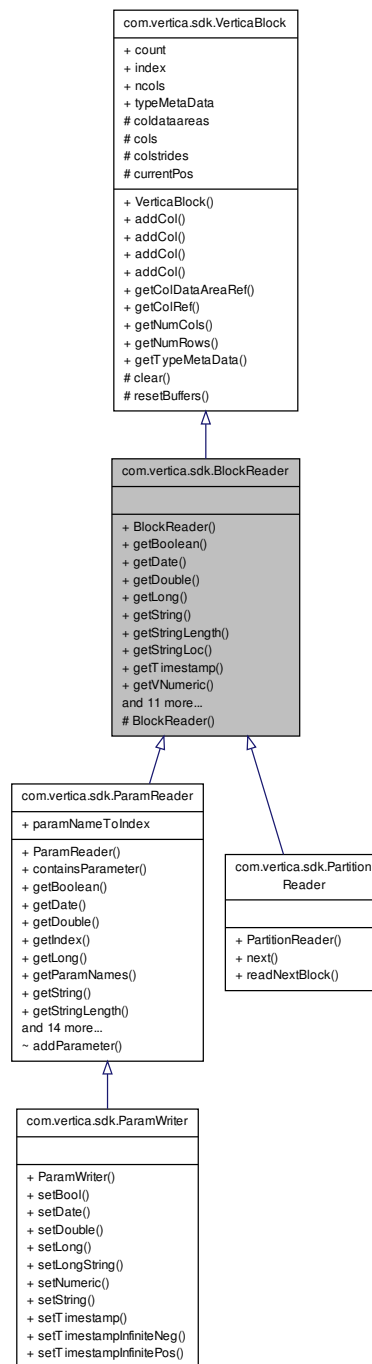 com.vertica.sdk.VerticaBlock
+ count
+ index
+ ncols
+ typeMetaData
# coldataareas
# cols
# colstrides
# currentPos
+ VerticaBlock()
+ addCol()
+ addCol()
+ addCol()
+ addCol()
+ getColDataAreaRef()
+ getColRef()
+ getNumCols()
+ getNumRows()
+ getTypeMetaData()
# clear()
# resetBuffers()
com.vertica.sdk.BlockReader
+ BlockReader()
+ getBoolean()
+ getDate()
+ getDouble()
+ getLong()
+ getString()
+ getStringLength()
+ getStringLoc()
+ getTimestamp()
+ getVNumeric()
and 11 more...
# BlockReader()
com.vertica.sdk.ParamReader
+ paramNameToIndex
+ ParamReader()
+ containsParameter()
+ getBoolean()
+ getDate()
+ getDouble()
+ getIndex()
+ getLong()
+ getParamNames()
+ getString()
+ getStringLength()
and 14 more...
~ addParameter()
com.vertica.sdk.Partition
Reader
+ PartitionReader()
+ next()
+ readNextBlock()
com.vertica.sdk.ParamWriter
+ ParamWriter()
+ setBool()
+ setDate()
+ setDouble()
+ setLong()
+ setLongString()
+ setNumeric()
+ setString()
+ setTimestamp()
+ setTimestampInfiniteNeg()
+ setTimestampInfinitePos()